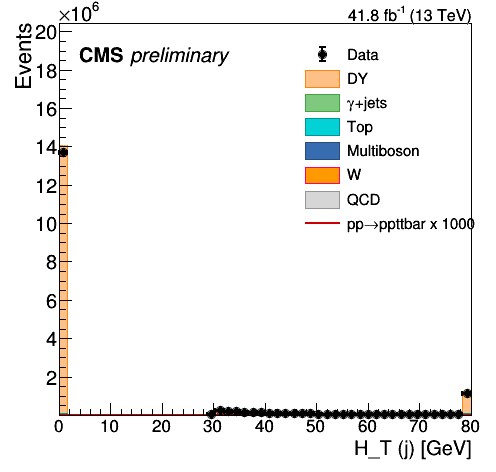 ×10⁶
41.8 fb⁻¹ (13 TeV)
Events
CMS preliminary
Data
DY
γ+jets
Top
Multiboson
W
QCD
pp→ppttbar x 1000
20
18
16
14
12
10
8
6
4
2
0 10 20 30 40 50 60 70 80
H_T (j) [GeV]